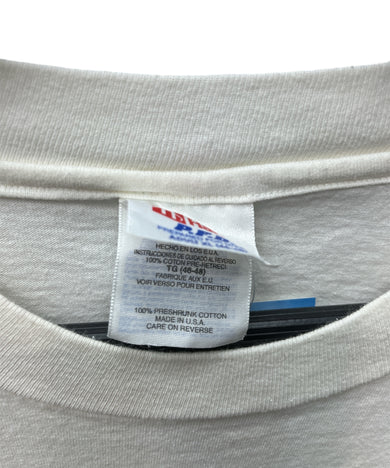 HECHO EN LOS E.U.A.
INSTRUCCIONES DE CUIDADO AL REVERSO
100% COTON PRE-RETRECI
TG (46-48)
FABRIQUE AUX E.U
VOIR VERSO POUR ENTRETIEN
100% PRESHRUNK COTTON
MADE IN U.S.A.
CARE ON REVERSE